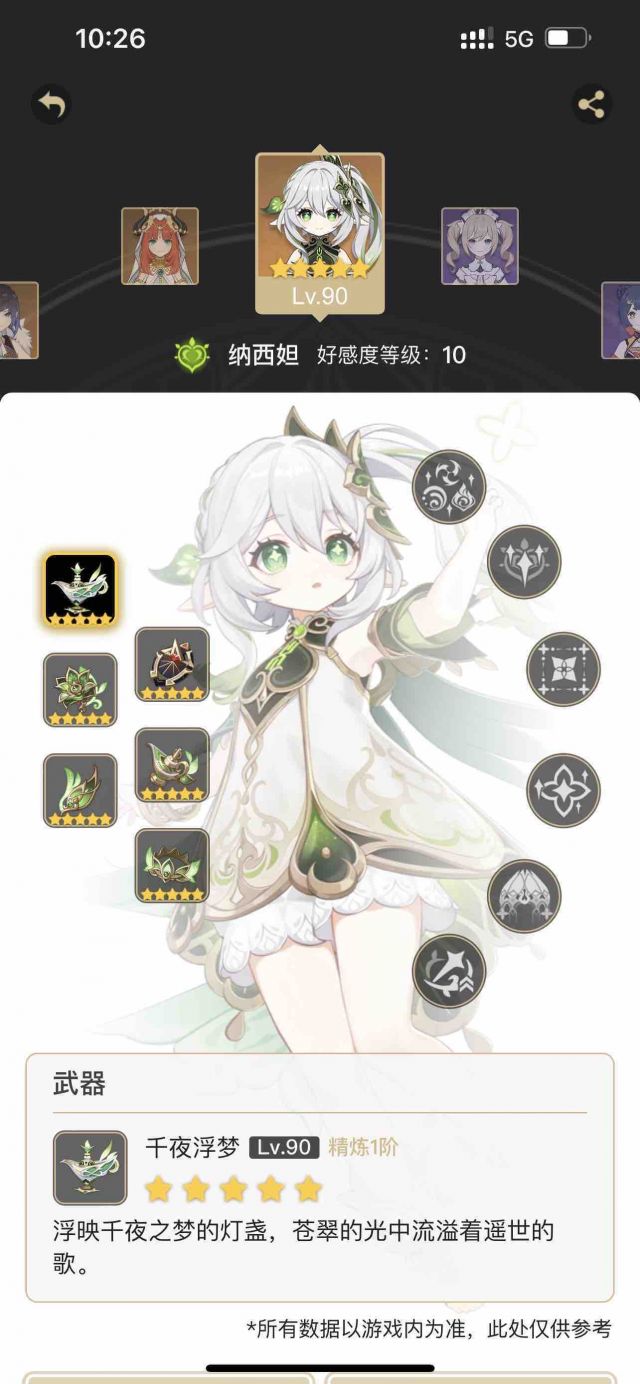 10:26
5G
Lv.90
纳西妲 好感度等级：10
武器
千夜浮梦 Lv.90 精炼1阶
浮映千夜之梦的灯盏，苍翠的光中流溢着遥世的
歌。
*所有数据以游戏内为准，此处仅供参考